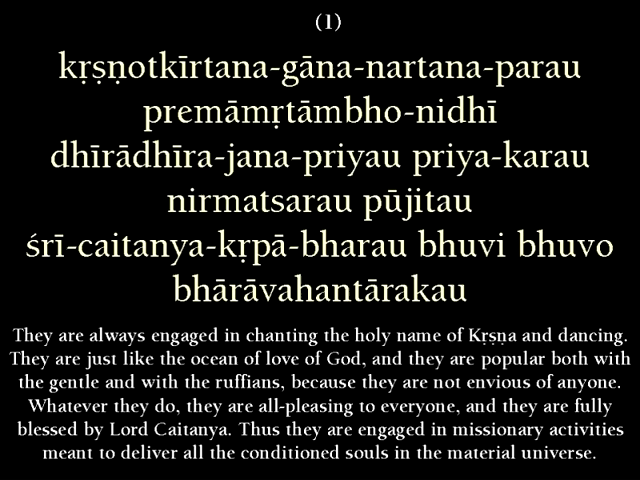 (1)
kṛṣṇotkīrtana-gāna-nartana-parau
premāmṛtāmbho-nidhī
dhīrādhīra-jana-priyau priya-karau
nirmatsarau pūjitau
śrī-caitanya-kṛpā-bharau bhuvi bhuvo
bhārāvahantārakau
They are always engaged in chanting the holy name of Kṛṣṇa and dancing.
They are just like the ocean of love of God, and they are popular both with
the gentle and with the ruffians, because they are not envious of anyone.
Whatever they do, they are all-pleasing to everyone, and they are fully
blessed by Lord Caitanya. Thus they are engaged in missionary activities
meant to deliver all the conditioned souls in the material universe.